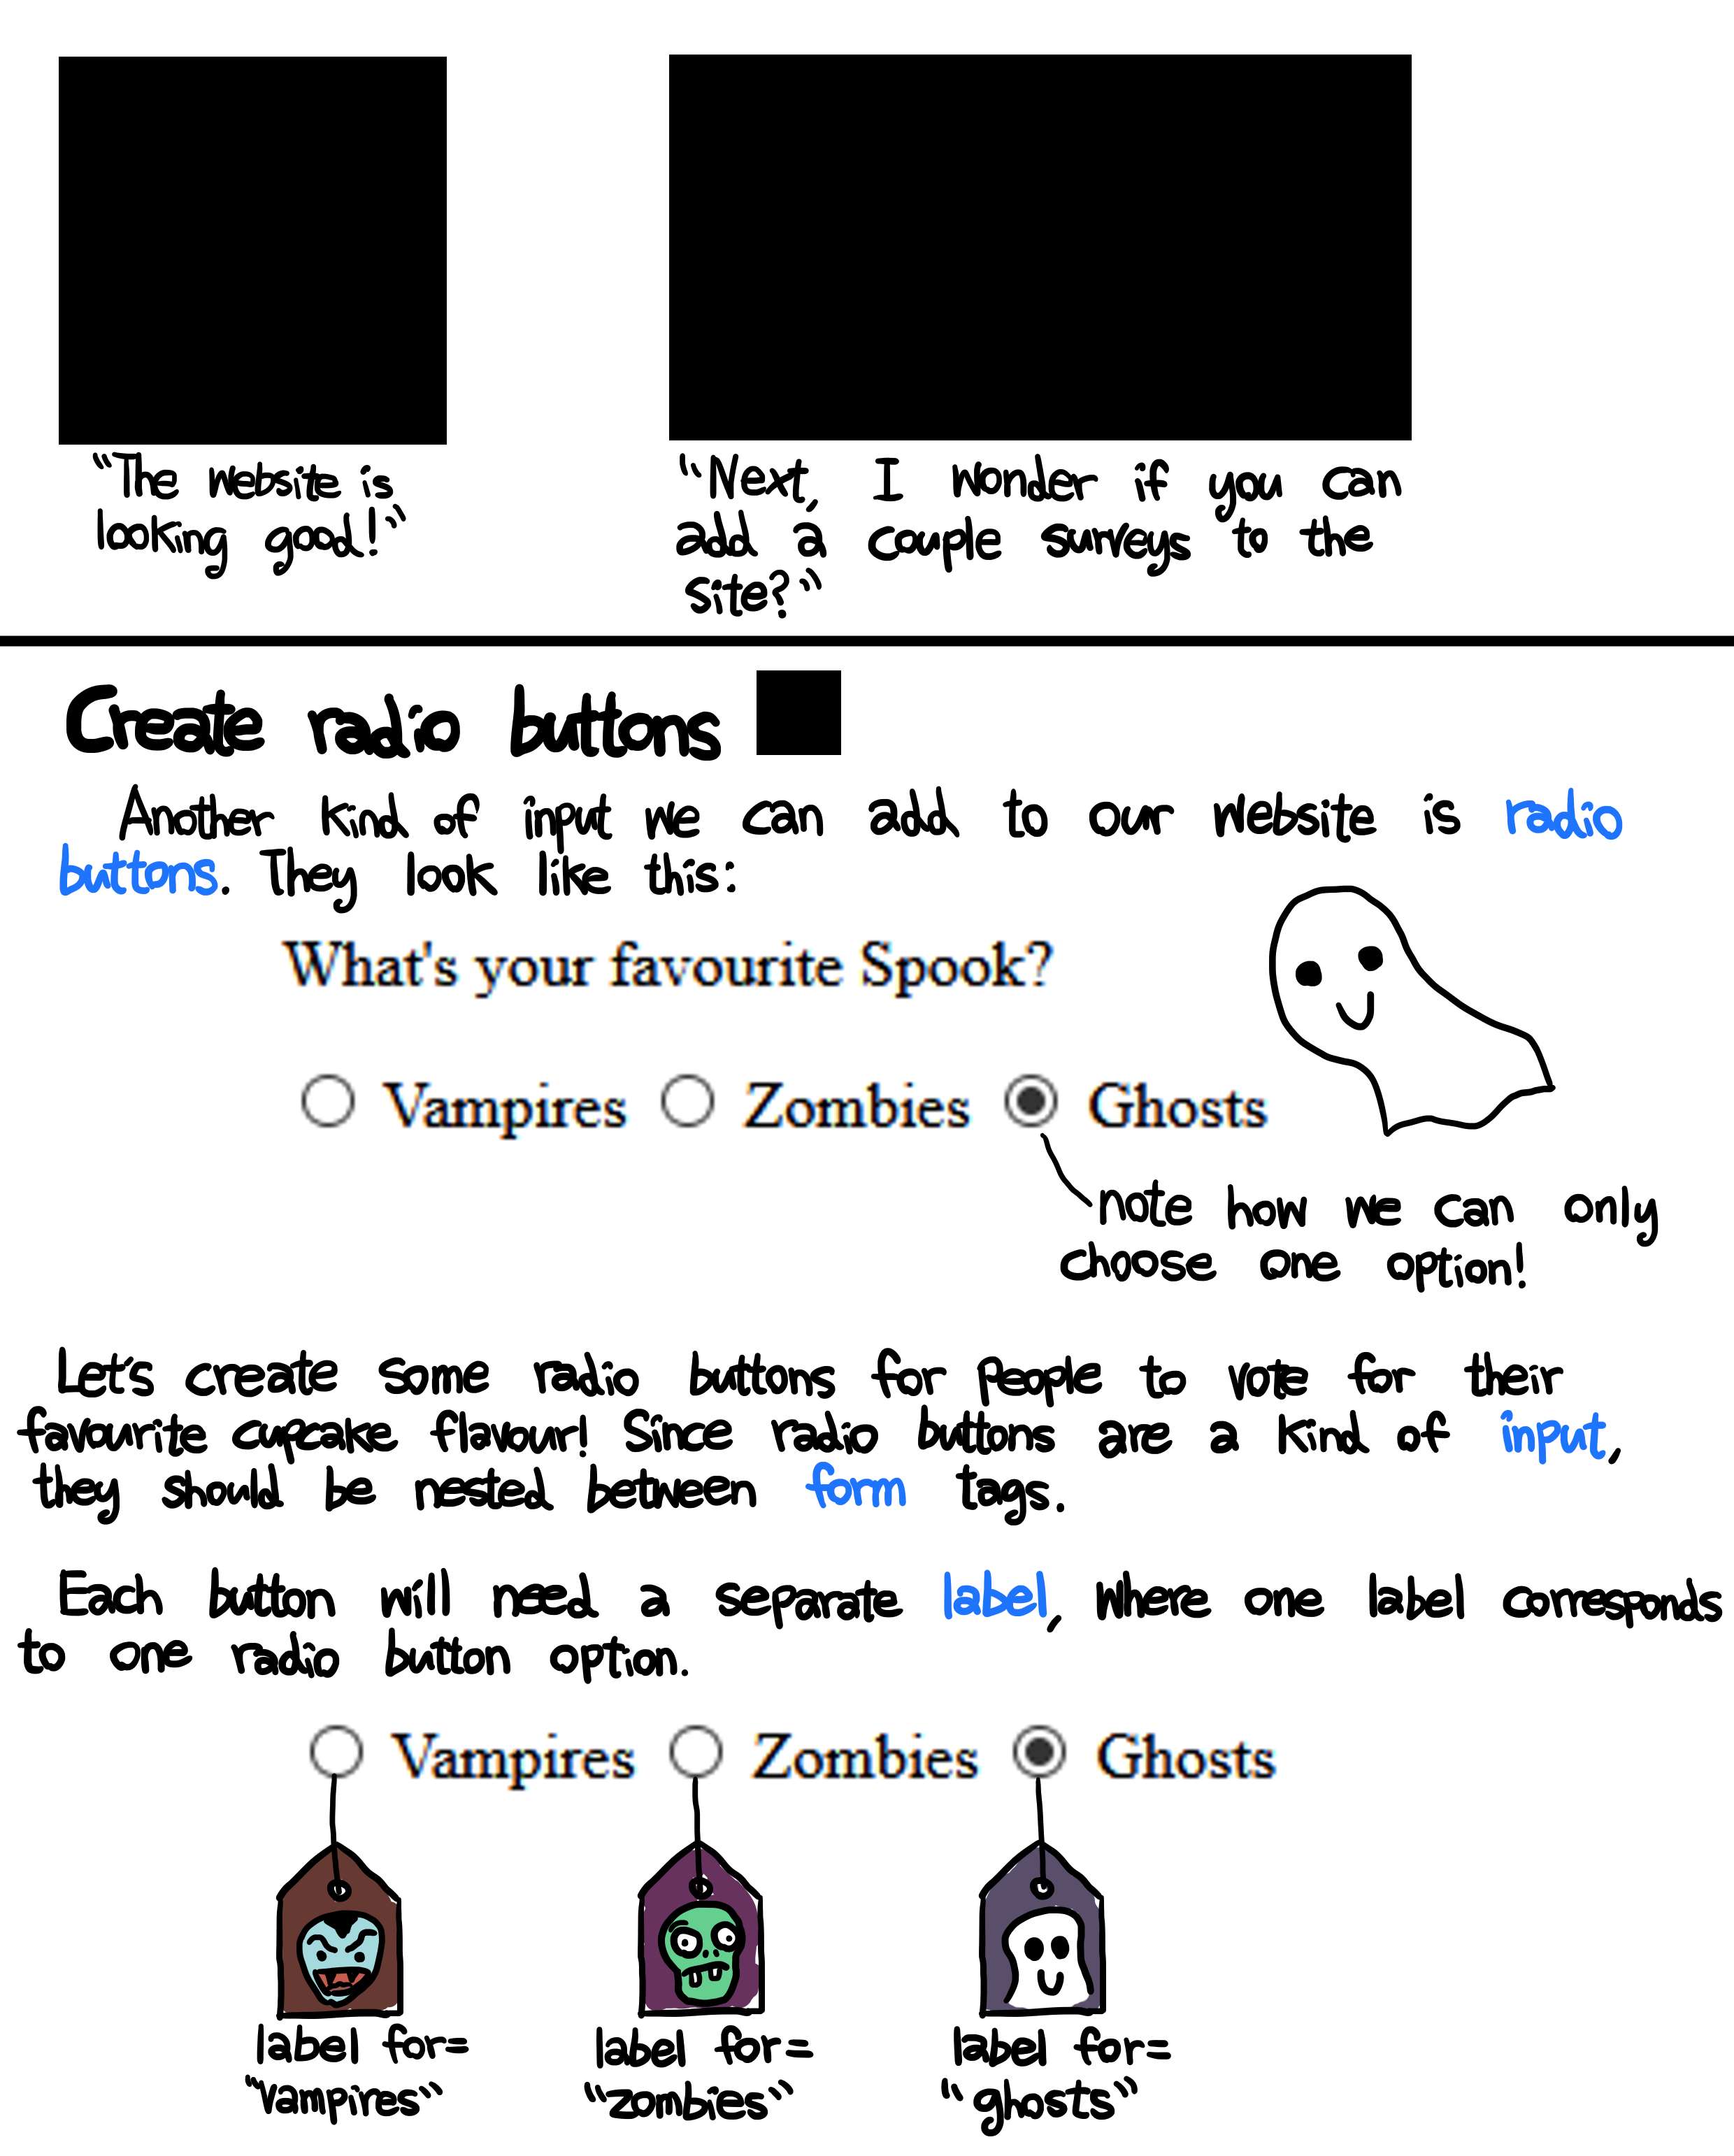 "The website is
looking good!"
"Next, I wonder if you can
add a couple surveys to the
site?"
Create radio buttons
Another kind of input we can add to our website is radio
buttons. They look like this:
What's your favourite Spook?
Vampires Zombies Ghosts
note how we can only
choose one option!
Let's create some radio buttons for people to vote for their
favourite cupcake flavour! Since radio buttons are a kind of input,
they should be nested between form tags.
Each button will need a separate label, where one label corresponds
to one radio button option.
Vampires Zombies Ghosts
label for= label for= label for=
"vampires" "zombies" "ghosts"